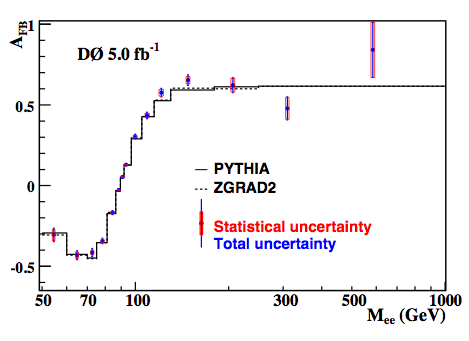 A_FB
1
0.5
0
-0.5
DØ 5.0 fb⁻¹
PYTHIA
ZGRAD2
Statistical uncertainty
Total uncertainty
50 70 100 300 500 1000
M_ee (GeV)